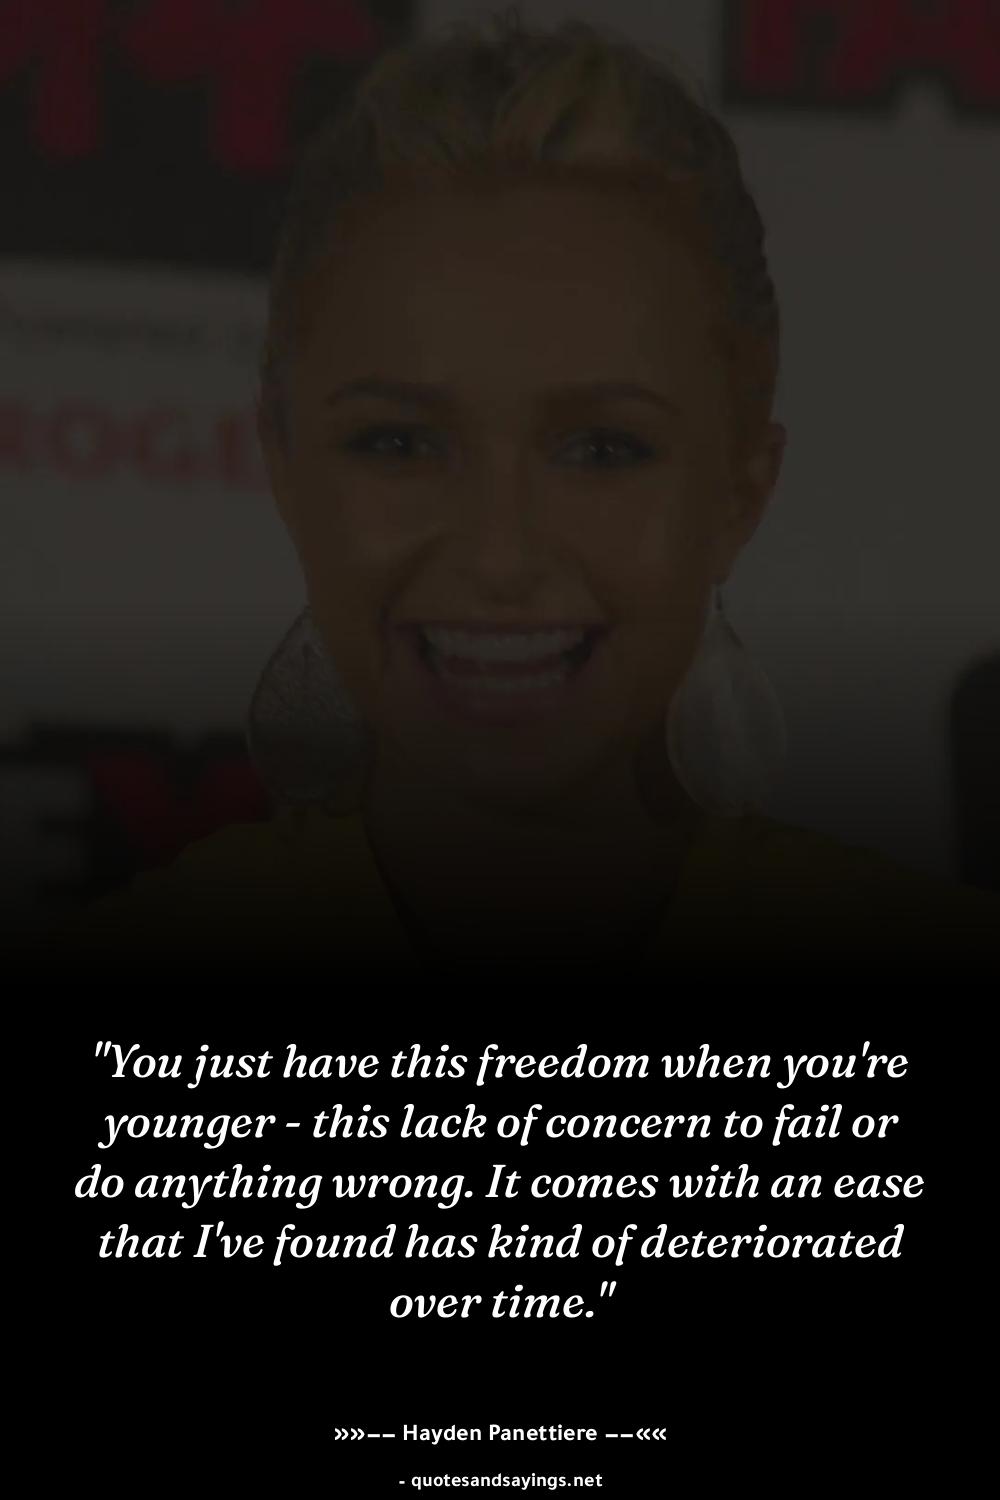 "You just have this freedom when you're
younger - this lack of concern to fail or
do anything wrong. It comes with an ease
that I've found has kind of deteriorated
over time."
»»–– Hayden Panettiere ––««
- quotesandsayings.net